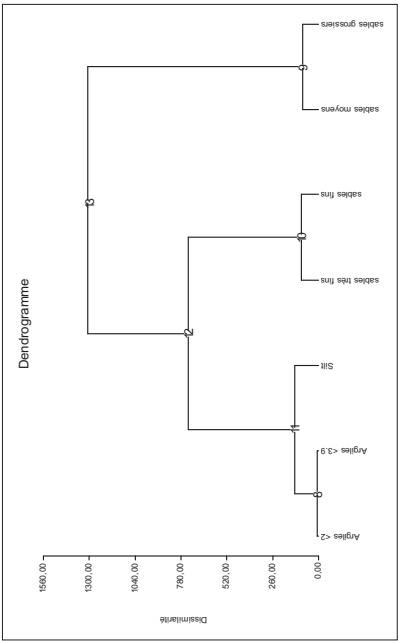 Dendrogramme
Dissimilarité
1560,00
1300,00
1040,00
780,00
520,00
260,00
0,00
13
12
11
10
9
8
Argiles <2
Argiles <3.9
Silt
sables très fins
sables fins
sables moyens
sables grossiers